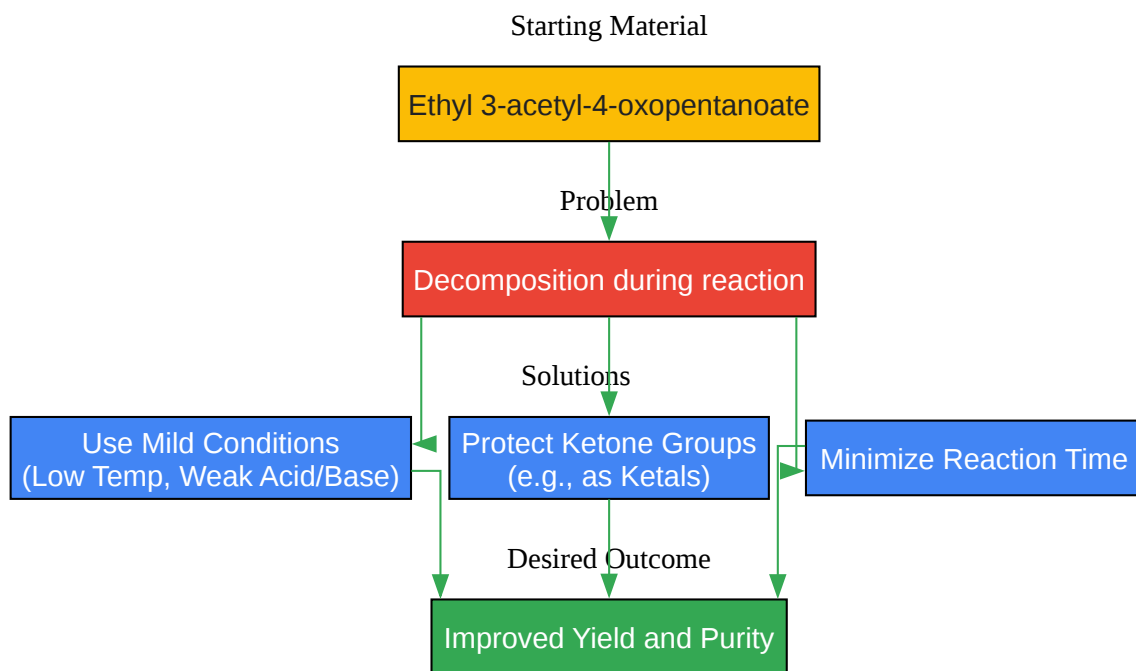 Starting Material
Ethyl 3-acetyl-4-oxopentanoate
Problem
Decomposition during reaction
Solutions
Use Mild Conditions
(Low Temp, Weak Acid/Base)
Protect Ketone Groups
(e.g., as Ketals)
Minimize Reaction Time
Desired Outcome
Improved Yield and Purity